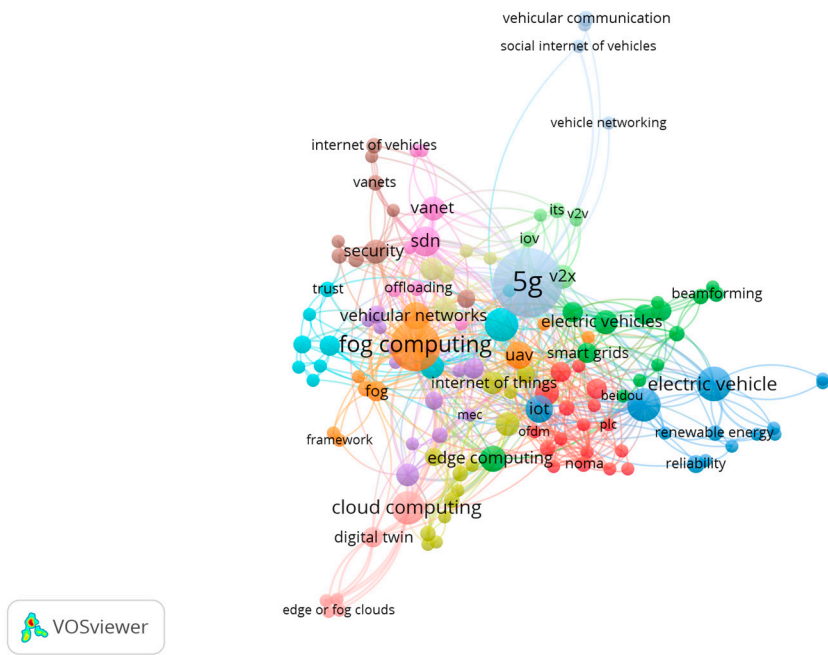 vehicular communication
social internet of vehicles
vehicle networking
internet of vehicles
vanets
vanet
its
v2v
sdn
iov
security
5g
v2x
trust
offloading
beamforming
vehicular networks
electric vehicles
fog computing
uav
smart grids
fog
internet of things
electric vehicle
iot
beidou
mec
plc
framework
ofdm
renewable energy
edge computing
noma
reliability
cloud computing
digital twin
edge or fog clouds
VOSviewer